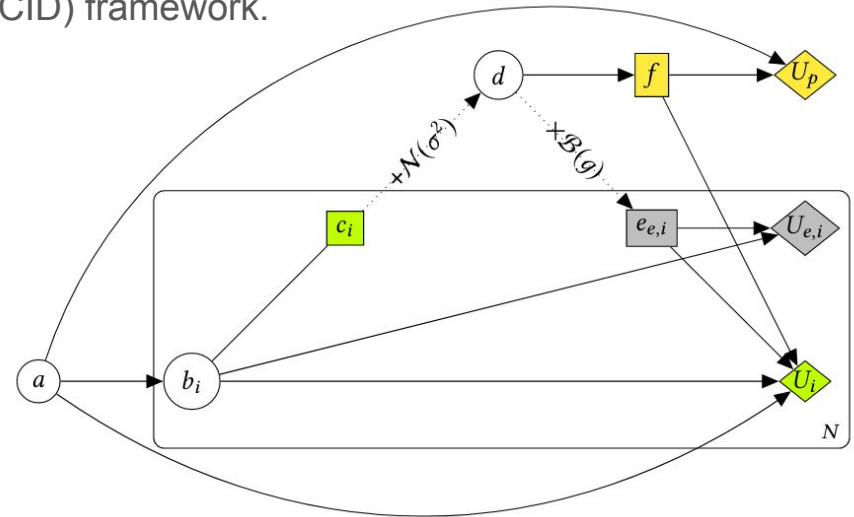 CID) framework.
d
f
U_p
+𝒩(σ²)
×ℬ(g)
c_i
e_{e,i}
U_{e,i}
a
b_i
U_i
N